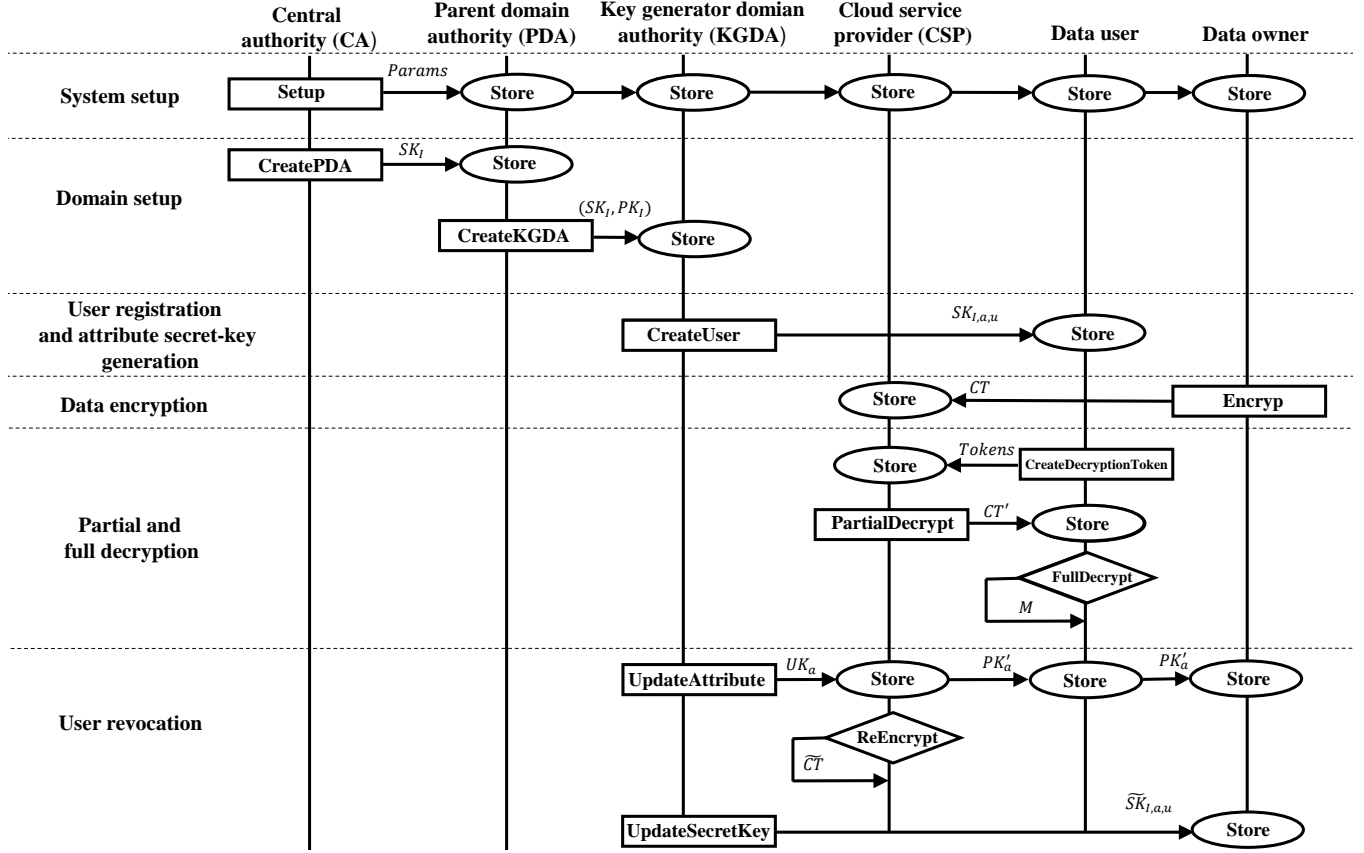 Central
authority (CA)
Parent domain
authority (PDA)
Key generator domian
authority (KGDA)
Cloud service
provider (CSP)
Data user
Data owner
System setup
Setup
Params
Store
Store
Store
Store
Store
Domain setup
CreatePDA
SK_I
Store
CreateKGDA
(SK_I, PK_I)
Store
User registration
and attribute secret-key
generation
CreateUser
SK_{I,a,u}
Store
Data encryption
Store
CT
Encryp
Partial and
full decryption
Store
Tokens
CreateDecryptionToken
PartialDecrypt
CT'
Store
FullDecrypt
M
User revocation
UpdateAttribute
UK_a
Store
PK'_a
Store
PK'_a
Store
ReEncrypt
C͠T
UpdateSecretKey
S͠K_{I,a,u}
Store